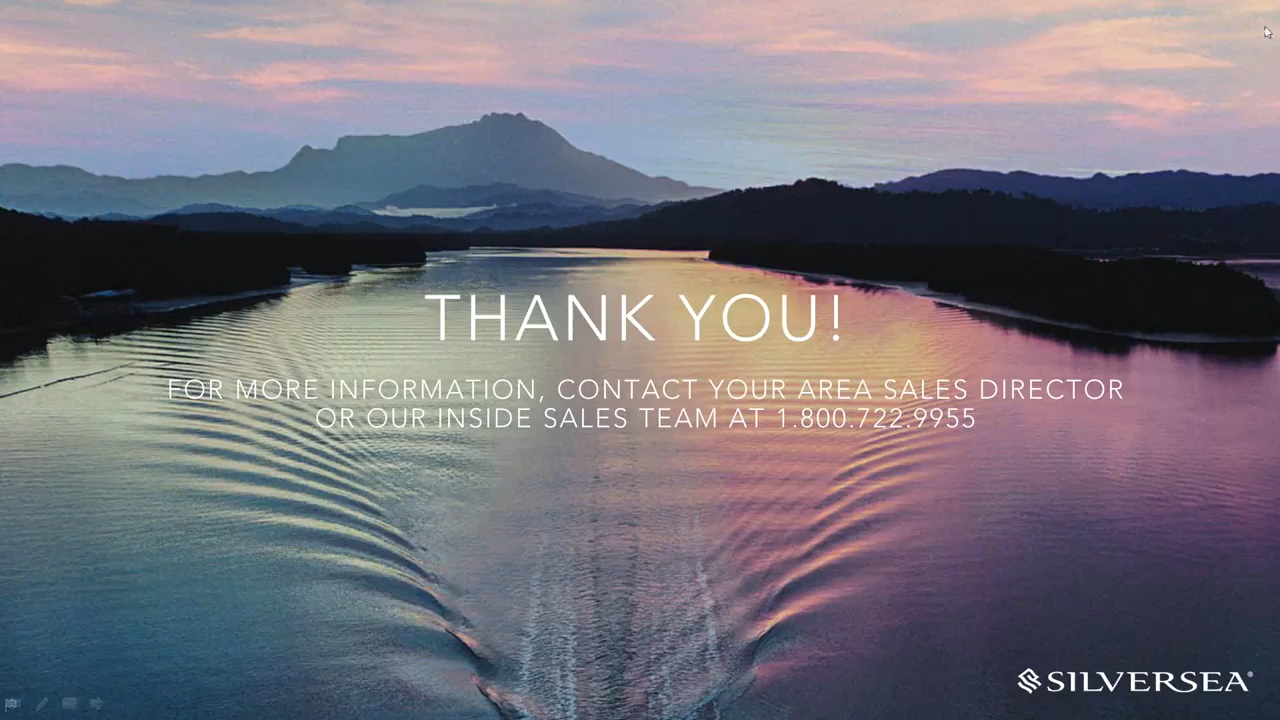 THANK YOU!
FOR MORE INFORMATION, CONTACT YOUR AREA SALES DIRECTOR
OR OUR INSIDE SALES TEAM AT 1.800.722.9955
SILVERSEA®